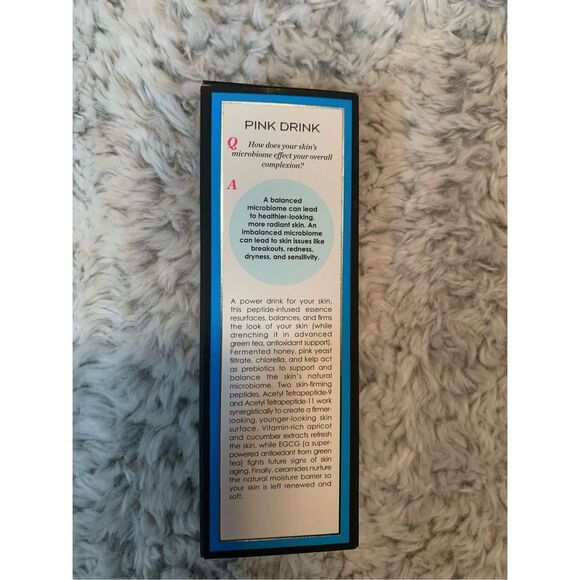 PINK DRINK
Q How does your skin's
microbiome effect your overall
complexion?
A
A balanced
microbiome can lead
to healthier-looking,
more radiant skin. An
imbalanced microbiome
can lead to skin issues like
breakouts, redness,
dryness, and sensitivity.
A power drink for your skin,
this peptide-infused essence
resurfaces, balances, and firms
the look of your skin (while
drenching it in advanced
green tea, antioxidant support).
Fermented honey, pink yeast
filtrate, chlorella, and kelp act
as prebiotics to support and
balance the skin's natural
microbiome. Two skin-firming
peptides, Acetyl Tetrapeptide-9
and Acetyl Tetrapeptide-11 work
synergistically to create a firmer-
looking, younger-looking skin
surface. Vitamin-rich apricot
and cucumber extracts refresh
the skin, while EGCG (a super-
powered antioxidant from green
tea) fights future signs of skin
aging. Finally, ceramides nurture
the natural moisture barrier so
your skin is left renewed and
soft.